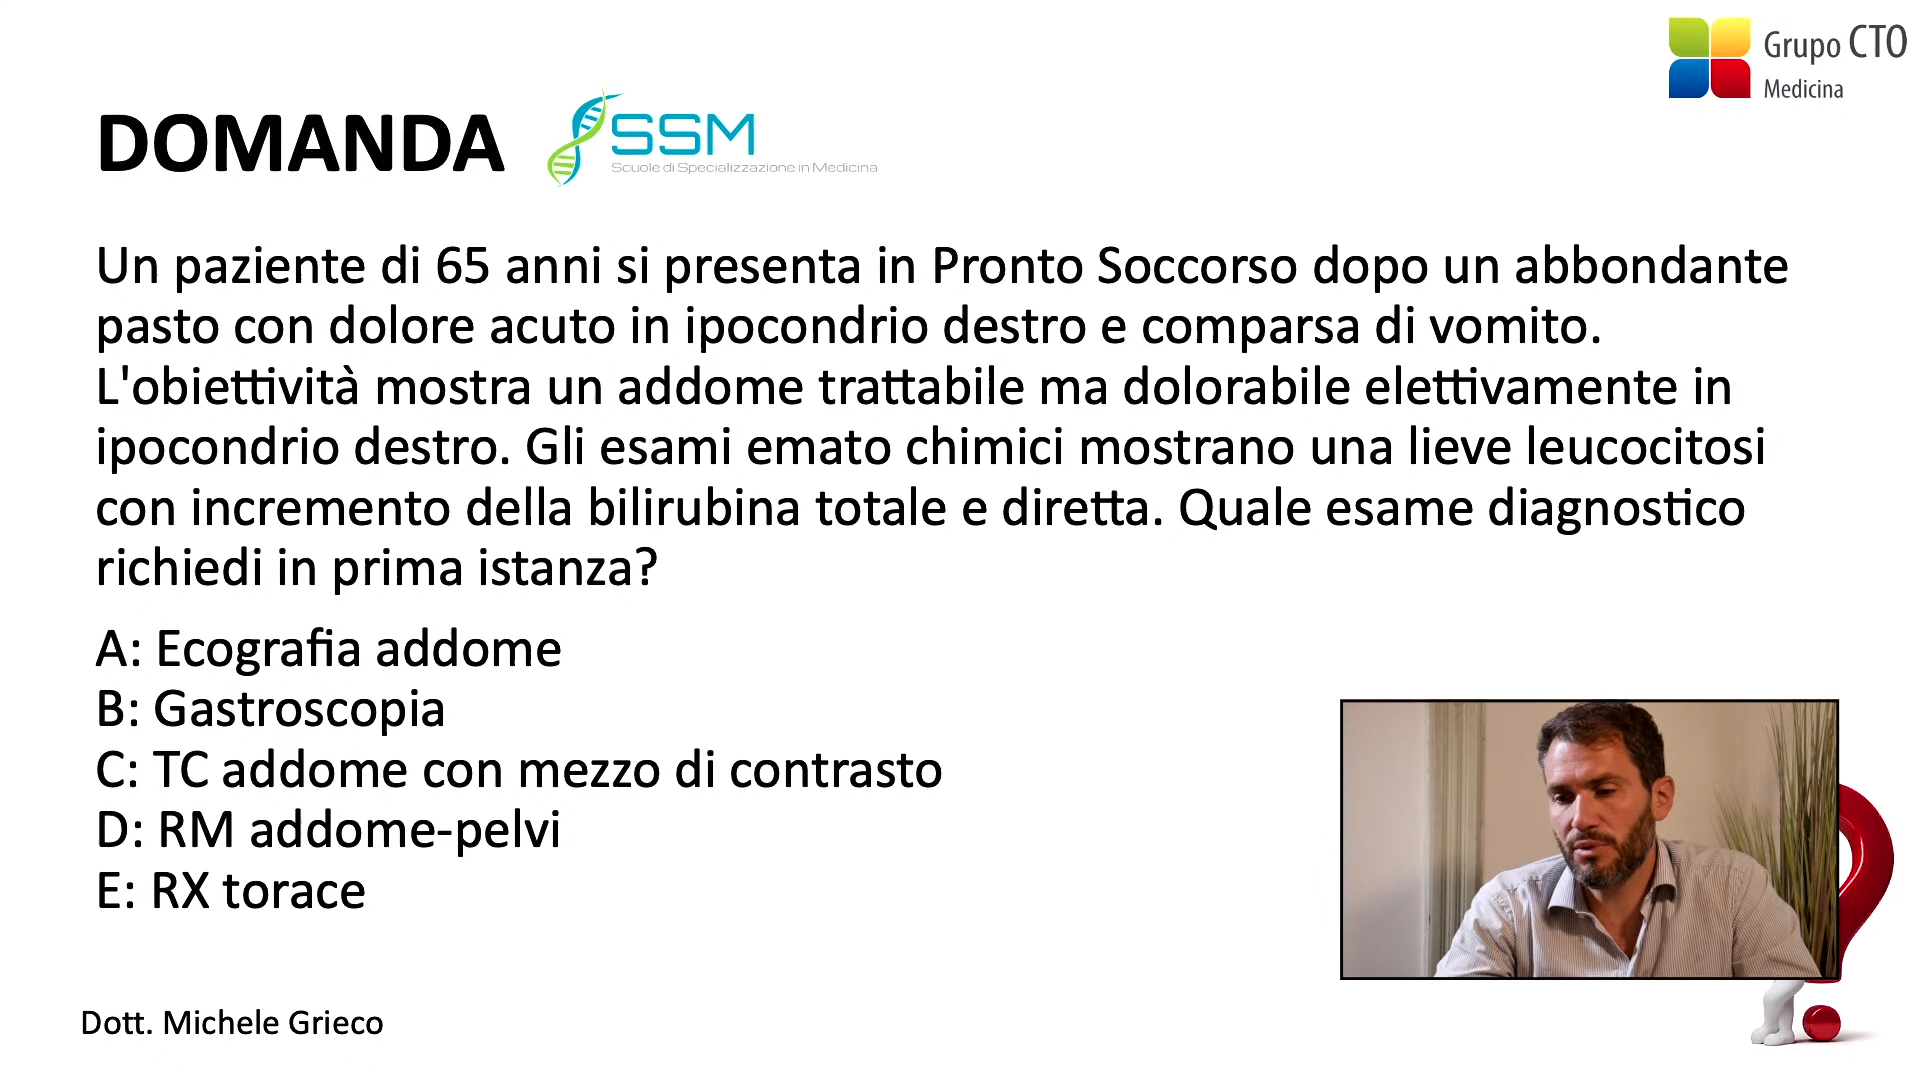 Grupo CTO
Medicina
DOMANDA
SSM
Scuole di Specializzazione in Medicina
Un paziente di 65 anni si presenta in Pronto Soccorso dopo un abbondante
pasto con dolore acuto in ipocondrio destro e comparsa di vomito.
L'obiettività mostra un addome trattabile ma dolorabile elettivamente in
ipocondrio destro. Gli esami emato chimici mostrano una lieve leucocitosi
con incremento della bilirubina totale e diretta. Quale esame diagnostico
richiedi in prima istanza?
A: Ecografia addome
B: Gastroscopia
C: TC addome con mezzo di contrasto
D: RM addome-pelvi
E: RX torace
Dott. Michele Grieco